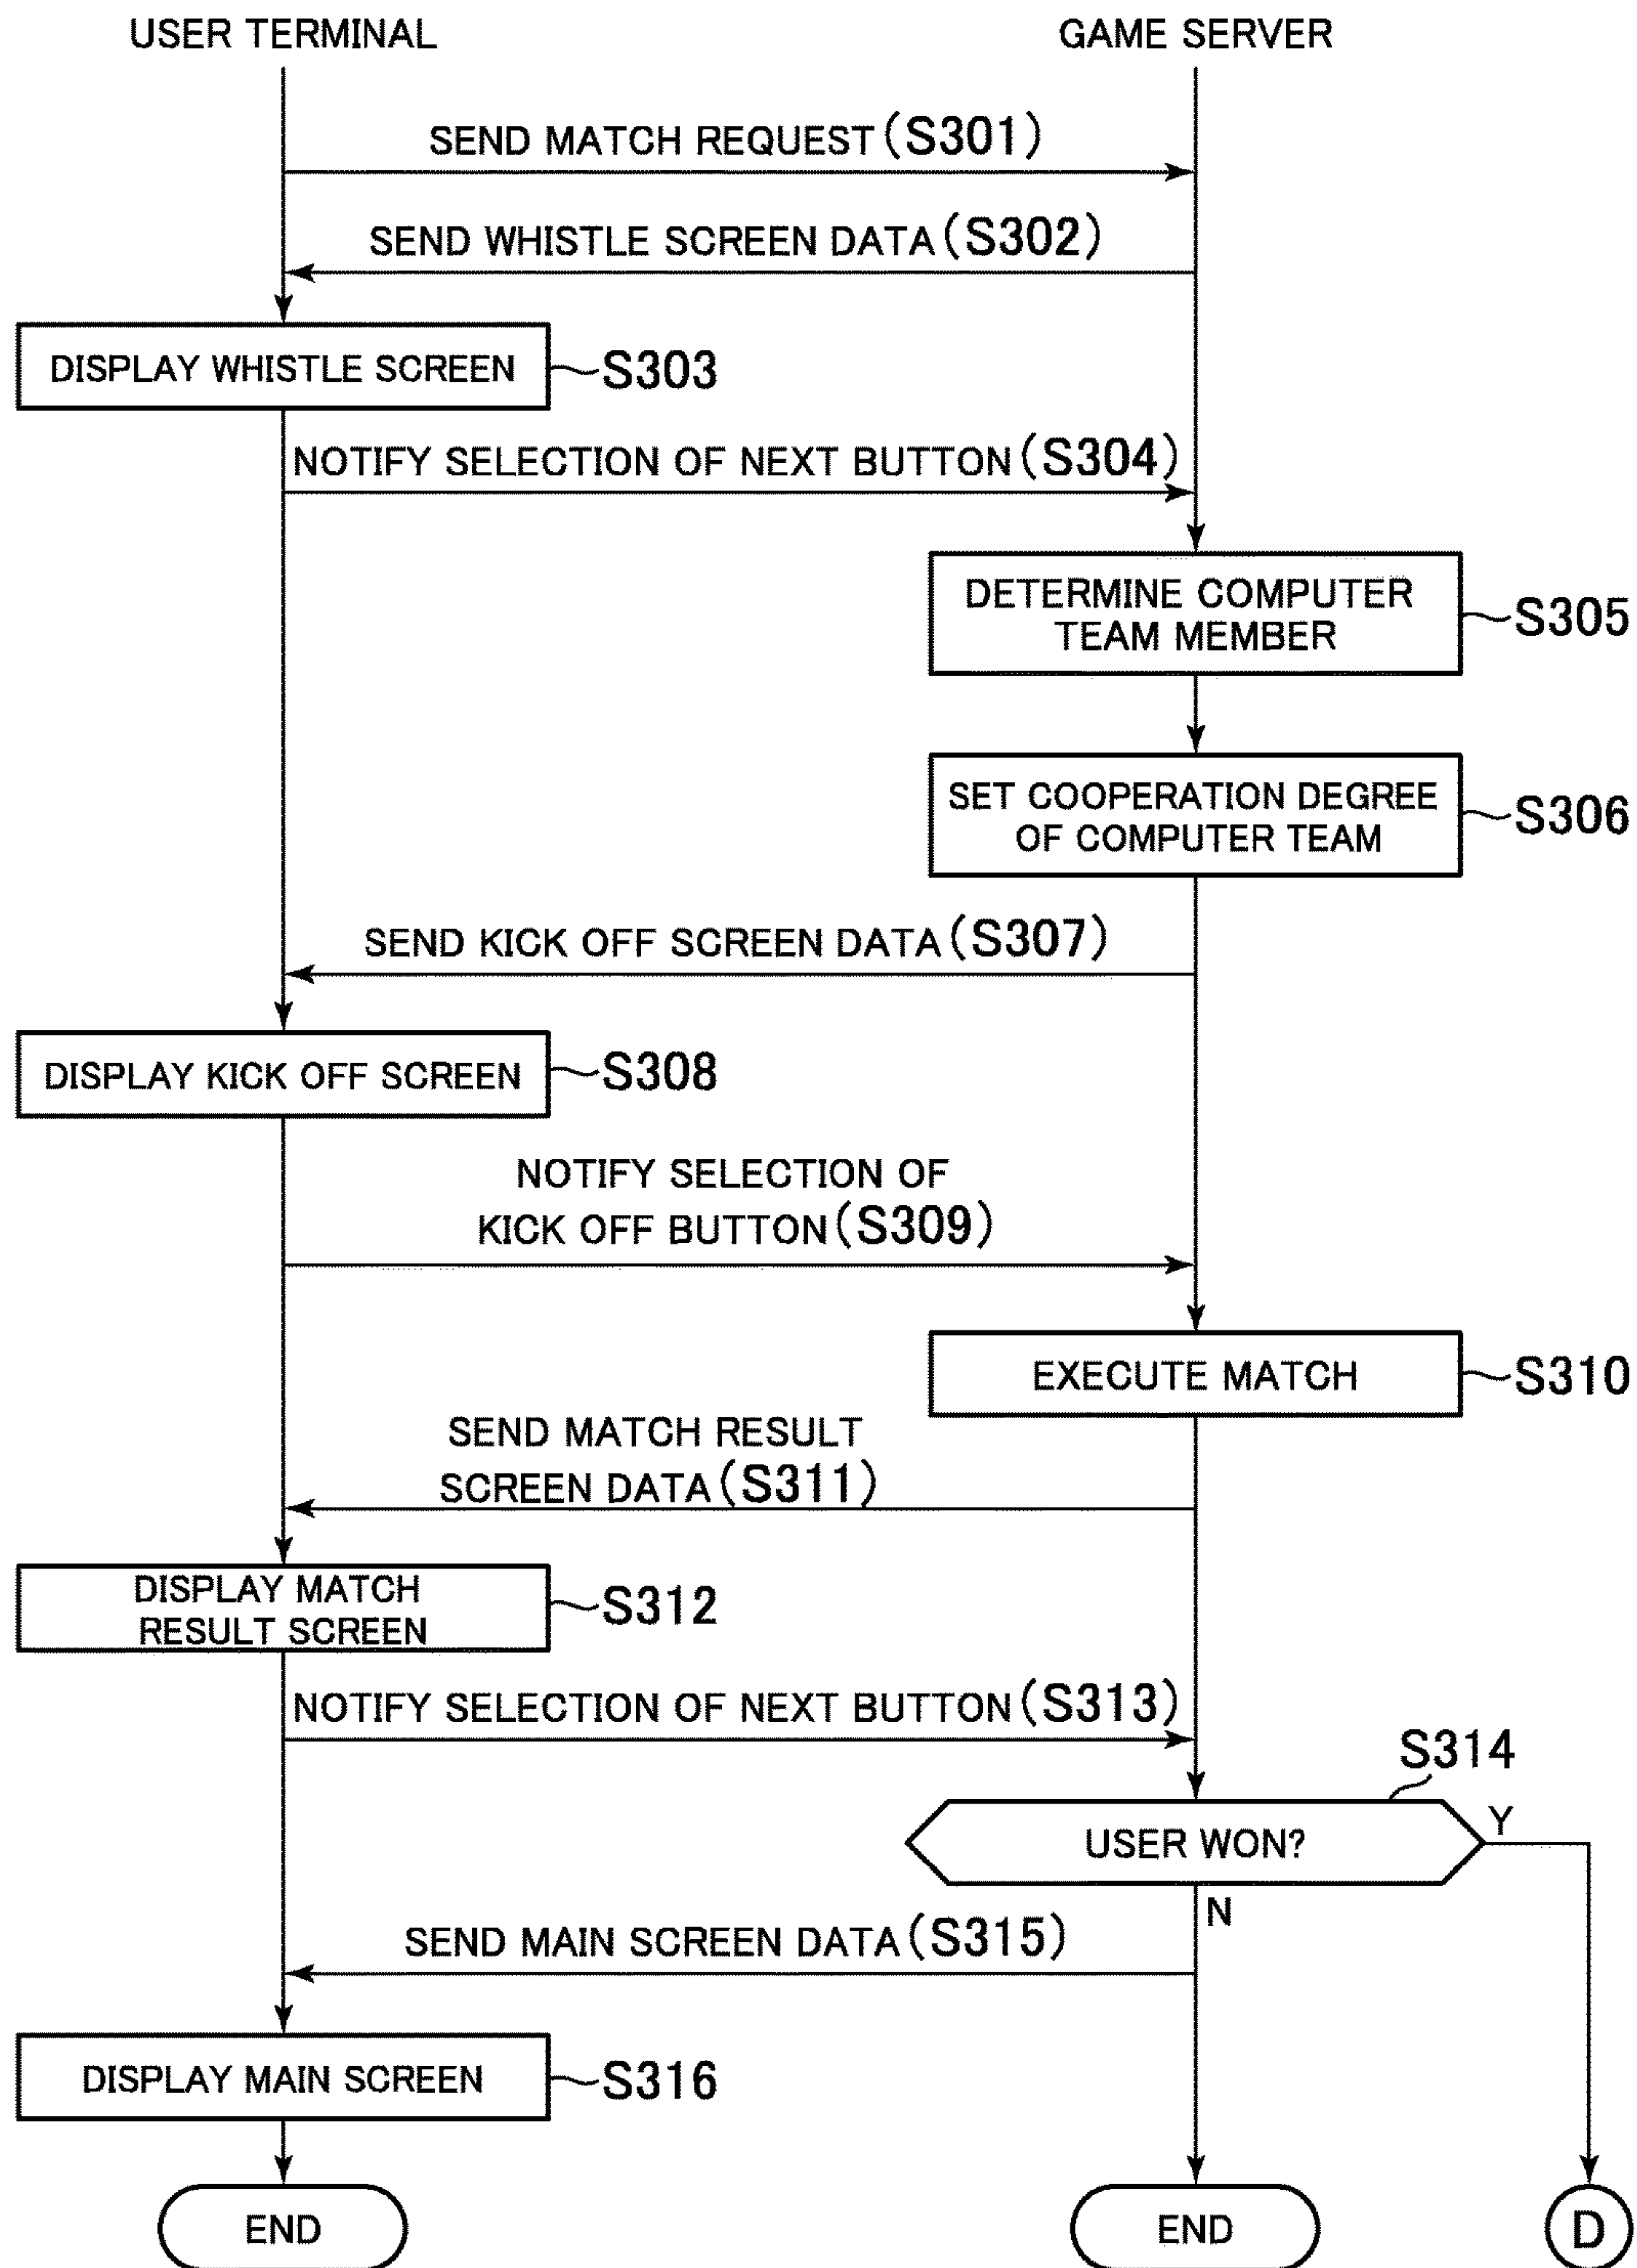 USER TERMINAL
GAME SERVER
SEND MATCH REQUEST(S301)
SEND WHISTLE SCREEN DATA(S302)
DISPLAY WHISTLE SCREEN
S303
NOTIFY SELECTION OF NEXT BUTTON(S304)
DETERMINE COMPUTER
TEAM MEMBER
S305
SET COOPERATION DEGREE
OF COMPUTER TEAM
S306
SEND KICK OFF SCREEN DATA(S307)
DISPLAY KICK OFF SCREEN
S308
NOTIFY SELECTION OF
KICK OFF BUTTON(S309)
EXECUTE MATCH
S310
SEND MATCH RESULT
SCREEN DATA(S311)
DISPLAY MATCH
RESULT SCREEN
S312
NOTIFY SELECTION OF NEXT BUTTON(S313)
S314
USER WON?
Y
N
SEND MAIN SCREEN DATA(S315)
DISPLAY MAIN SCREEN
S316
END
END
D